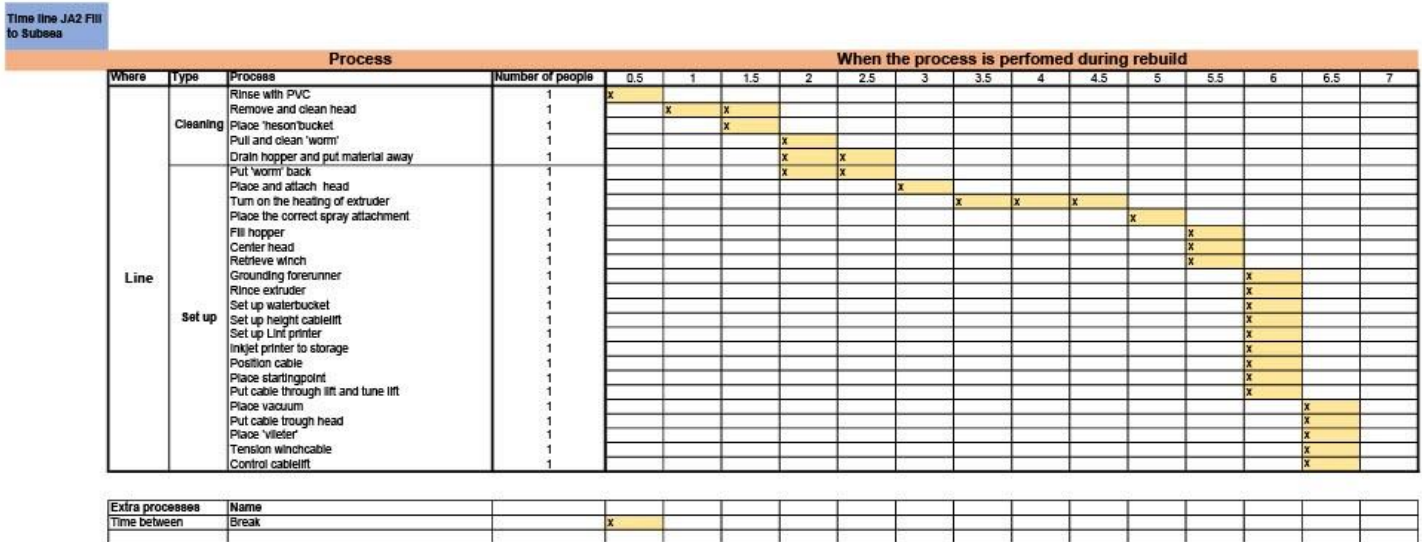 Time line JA2 Fill
to Subsea
Process When the process is perfomed during rebuild
Where Type Process Number of people 0.5 1 1.5 2 2.5 3 3.5 4 4.5 5 5.5 6 6.5 7
Line
Cleaning
Rinse with PVC 1 x
Remove and clean head 1 x x
Place 'heson'bucket 1 x
Pull and clean 'worm' 1 x
Drain hopper and put material away 1 x x
Set up
Put 'worm' back 1 x x
Place and attach head 1 x
Turn on the heating of extruder 1 x x x
Place the correct spray attachment 1 x
Fill hopper 1 x
Center head 1 x
Retrieve winch 1 x
Grounding forerunner 1 x
Rince extruder 1 x
Set up waterbucket 1 x
Set up height cablelift 1 x
Set up Lint printer 1 x
Inkjet printer to storage 1 x
Position cable 1 x
Place startingpoint 1 x
Put cable through lift and tune lift 1 x
Place vacuum 1 x
Put cable trough head 1 x
Place 'vlieter' 1 x
Tension winchcable 1 x
Control cablelift 1 x
Extra processes Name
Time between Break x